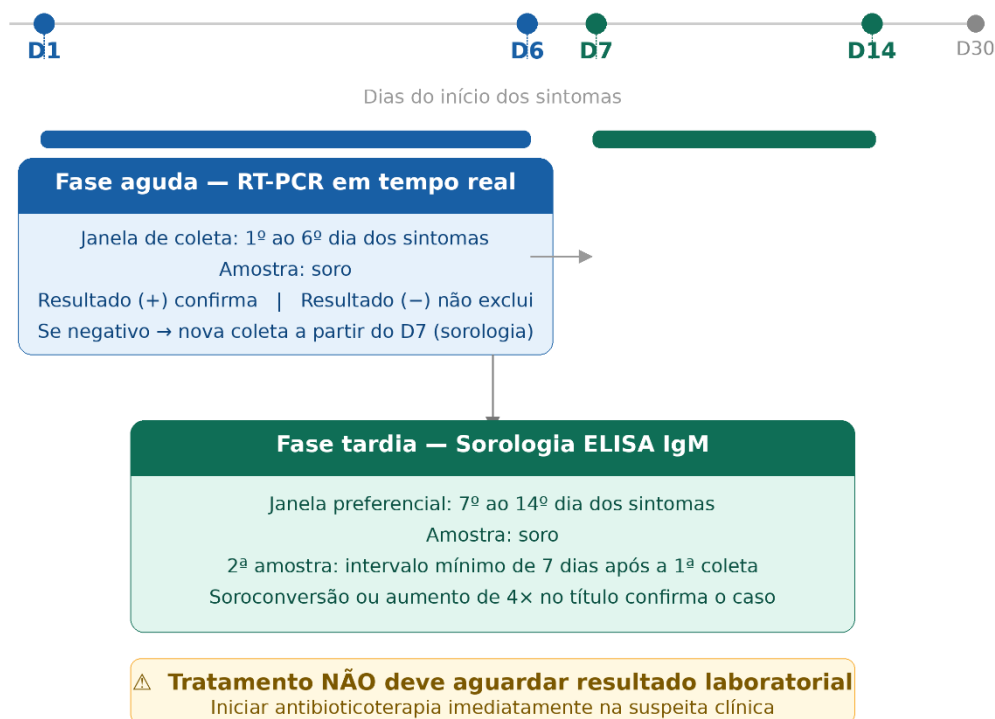 D1 D6 D7 D14 D30
Dias do início dos sintomas
Fase aguda — RT-PCR em tempo real
Janela de coleta: 1º ao 6º dia dos sintomas
Amostra: soro
Resultado (+) confirma | Resultado (−) não exclui
Se negativo → nova coleta a partir do D7 (sorologia)
Fase tardia — Sorologia ELISA IgM
Janela preferencial: 7º ao 14º dia dos sintomas
Amostra: soro
2ª amostra: intervalo mínimo de 7 dias após a 1ª coleta
Soroconversão ou aumento de 4× no título confirma o caso
⚠ Tratamento NÃO deve aguardar resultado laboratorial
Iniciar antibioticoterapia imediatamente na suspeita clínica